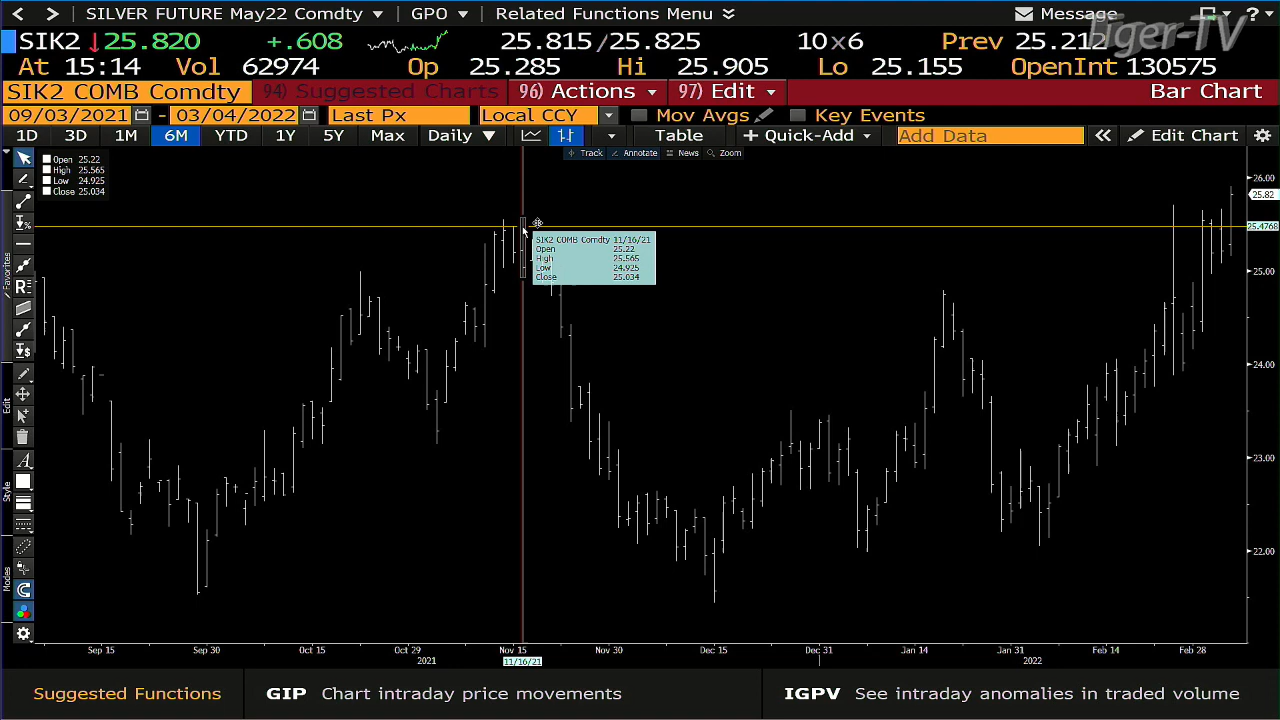 SILVER FUTURE May22 Comdty GPO Related Functions Menu Message ?
SIK2 25.820 +.608 25.815/25.825 10x6 Prev 25.212
At 15:14 Vol 62974 Op 25.285 Hi 25.905 Lo 25.155 OpenInt 130575
SIK2 COMB Comdty 94) Suggested Charts 96) Actions 97) Edit Bar Chart
09/03/2021 - 03/04/2022 Last Px Local CCY Mov Avgs Key Events
1D 3D 1M 6M YTD 1Y 5Y Max Daily Table + Quick-Add Add Data Edit Chart
Track Annotate News Zoom
Open 25.22
High 25.565
Low 24.925
Close 25.034
SIK2 COMB Comdty 11/16/21
Open 25.22
High 25.565
Low 24.925
Close 25.034
26.00
25.82
25.4768
25.00
24.00
23.00
22.00
Favorites
Edit
Style
Modes
Sep 15 Sep 30 Oct 15 Oct 29 Nov 15 Nov 30 Dec 15 Dec 31 Jan 14 Jan 31 Feb 14 Feb 28
2021 11/16/21 2022
Suggested Functions GIP Chart intraday price movements IGPV See intraday anomalies in traded volume